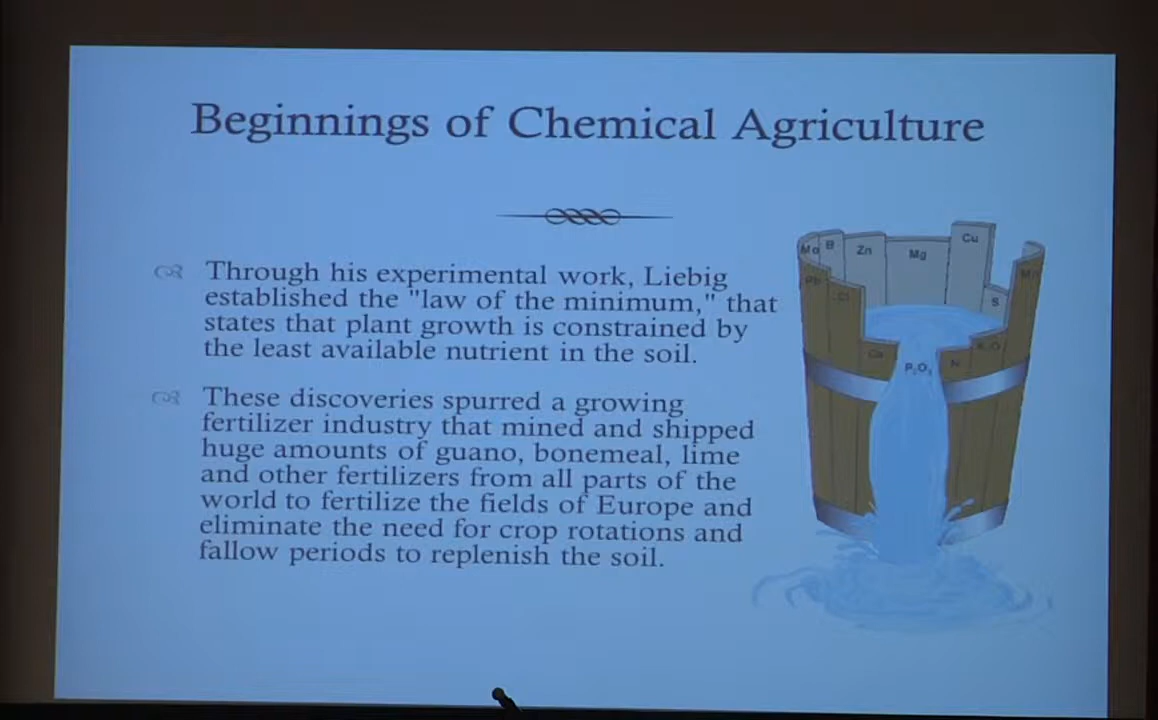 Beginnings of Chemical Agriculture
Through his experimental work, Liebig
established the "law of the minimum," that
states that plant growth is constrained by
the least available nutrient in the soil.
These discoveries spurred a growing
fertilizer industry that mined and shipped
huge amounts of guano, bonemeal, lime
and other fertilizers from all parts of the
world to fertilize the fields of Europe and
eliminate the need for crop rotations and
fallow periods to replenish the soil.
Mo
B
Zn
Mg
Cu
S
Mn
Cl
Ca
P₂O₅
N